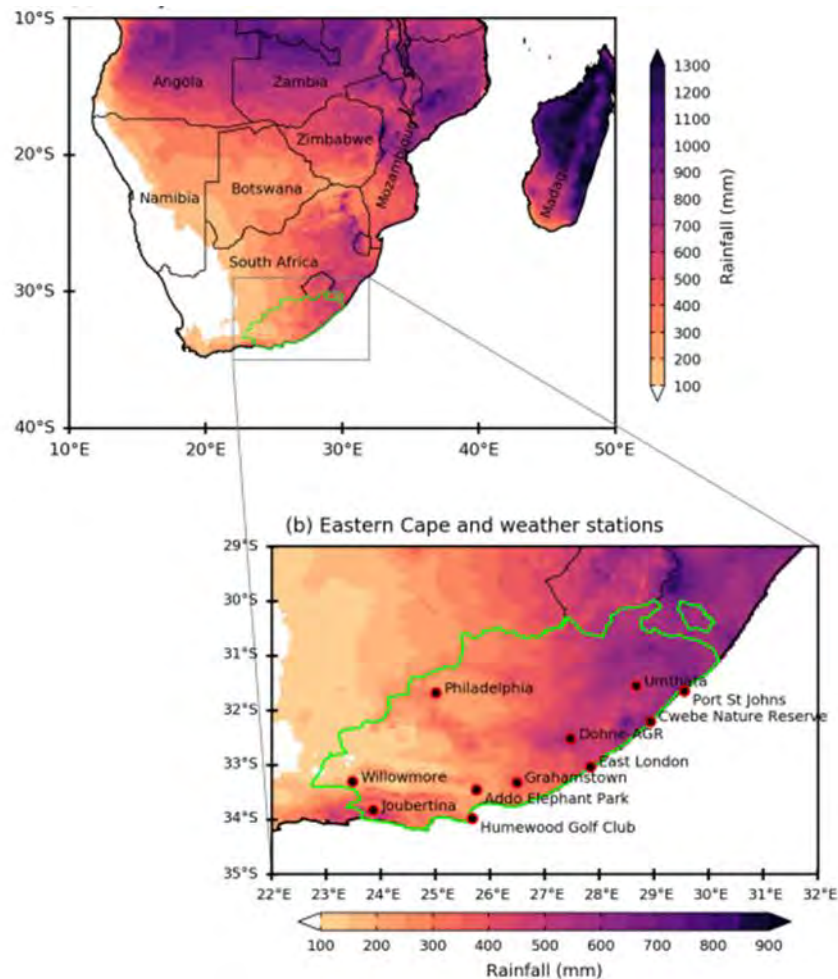 10°S
20°S
30°S
40°S
10°E 20°E 30°E 40°E 50°E
Angola
Zambia
Zimbabwe
Mozambique
Namibia
Botswana
Madag
South Africa
1300
1200
1100
1000
900
800
700
600
500
400
300
200
100
Rainfall (mm)
(b) Eastern Cape and weather stations
29°S
30°S
31°S
32°S
33°S
34°S
35°S
22°E 23°E 24°E 25°E 26°E 27°E 28°E 29°E 30°E 31°E 32°E
Philadelphia
Umthata
Port St Johns
Cwebe Nature Reserve
Dohne-AGR
East London
Willowmore
Grahamstown
Addo Elephant Park
Joubertina
Humewood Golf Club
100 200 300 400 500 600 700 800 900
Rainfall (mm)